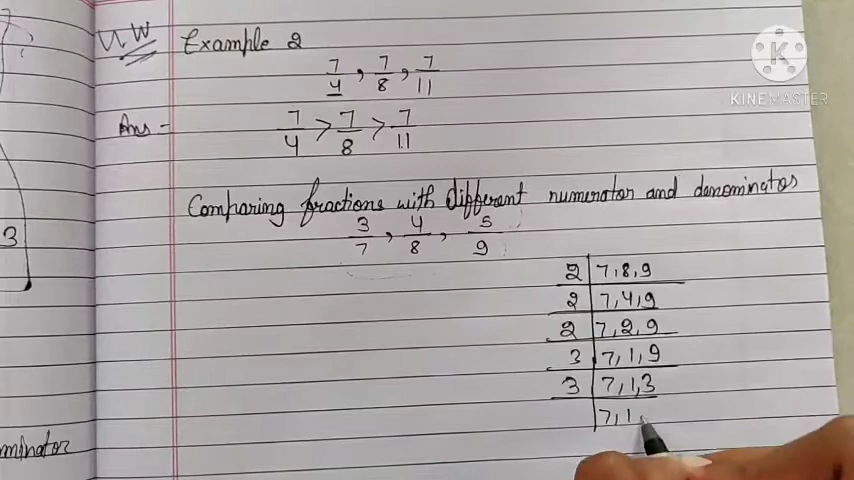 UW
Example 2
7/4, 7/8, 7/11
Ans - 7/4 > 7/8 > 7/11
Comparing fractions with different numerator and denominator
3/7, 4/8, 5/9
2 | 7, 8, 9
2 | 7, 4, 9
2 | 7, 2, 9
3 | 7, 1, 9
3 | 7, 1, 3
| 7, 1
3
minator
KINEMASTER